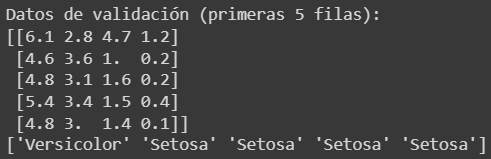 Datos de validación (primeras 5 filas):
[[6.1 2.8 4.7 1.2]
 [4.6 3.6 1.  0.2]
 [4.8 3.1 1.6 0.2]
 [5.4 3.4 1.5 0.4]
 [4.8 3.  1.4 0.1]]
['Versicolor' 'Setosa' 'Setosa' 'Setosa' 'Setosa']